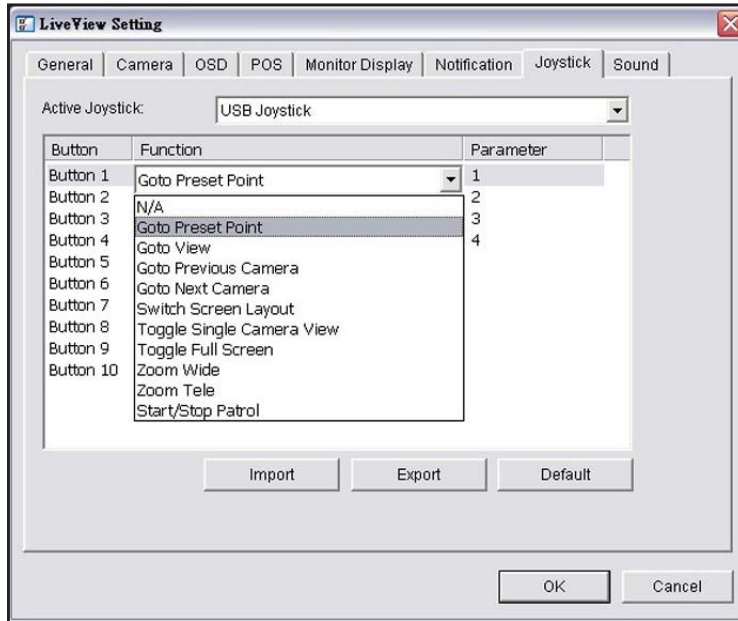 LiveView Setting
General Camera OSD POS Monitor Display Notification Joystick Sound
Active Joystick: USB Joystick
Button Function Parameter
Button 1 Goto Preset Point 1
Button 2 N/A 2
Button 3 Goto Preset Point 3
Button 4 Goto View 4
Button 5 Goto Previous Camera
Button 6 Goto Next Camera
Button 7 Switch Screen Layout
Button 8 Toggle Single Camera View
Button 9 Toggle Full Screen
Button 10 Zoom Wide
Zoom Tele
Start/Stop Patrol
Import Export Default
OK Cancel